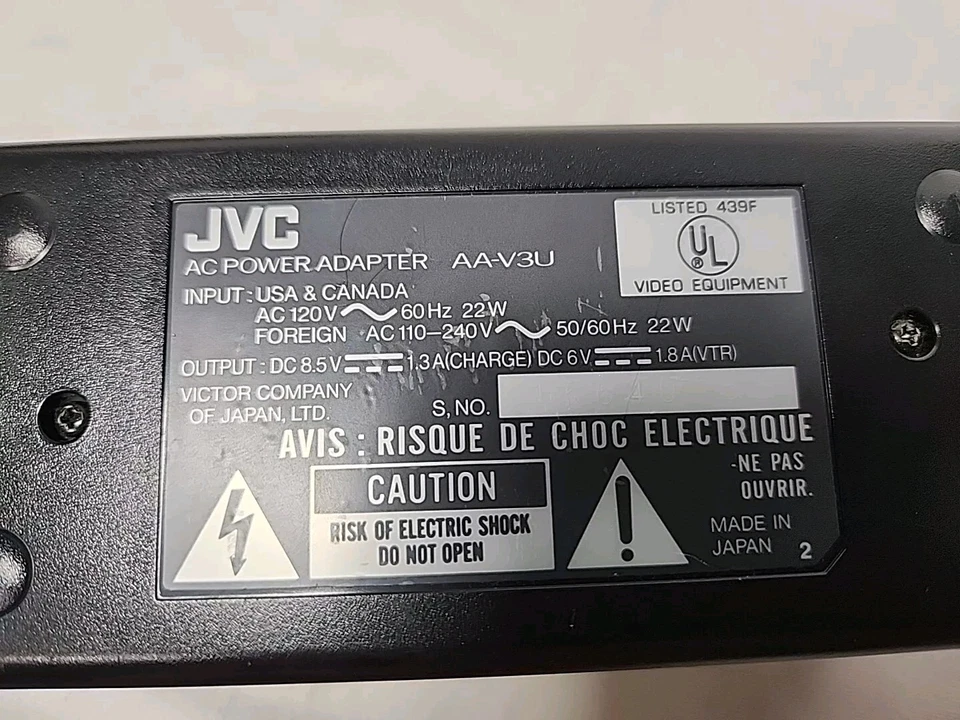 JVC
AC POWER ADAPTER AA-V3U
LISTED 439F
UL
®
VIDEO EQUIPMENT
INPUT: USA & CANADA
AC 120V 60Hz 22W
FOREIGN AC 110-240V 50/60Hz 22W
OUTPUT: DC 8.5V 1.3A(CHARGE) DC 6V 1.8A(VTR)
VICTOR COMPANY
OF JAPAN, LTD.
S, NO.
AVIS : RISQUE DE CHOC ELECTRIQUE
-NE PAS
OUVRIR.
CAUTION
RISK OF ELECTRIC SHOCK
DO NOT OPEN
MADE IN
JAPAN 2